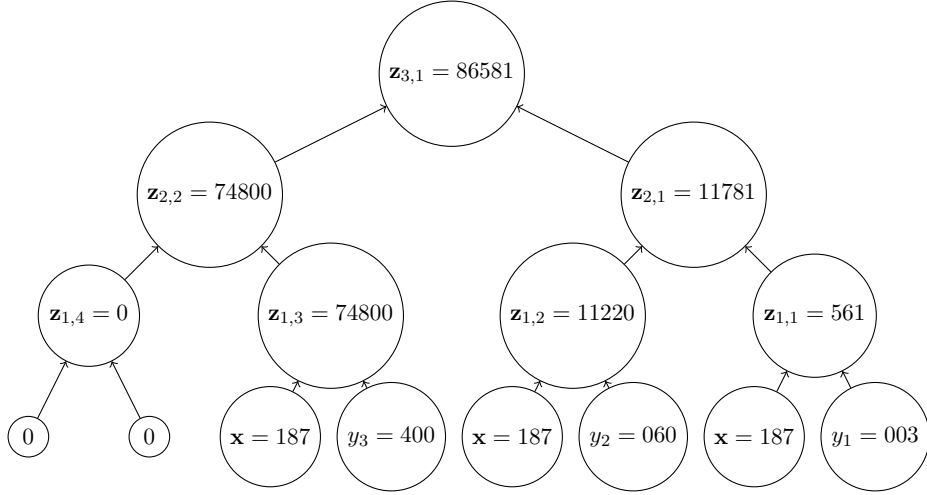 𝐳₃,₁ = 86581
𝐳₂,₂ = 74800 𝐳₂,₁ = 11781
𝐳₁,₄ = 0 𝐳₁,₃ = 74800 𝐳₁,₂ = 11220 𝐳₁,₁ = 561
0 0 𝐱 = 187 y₃ = 400 𝐱 = 187 y₂ = 060 𝐱 = 187 y₁ = 003